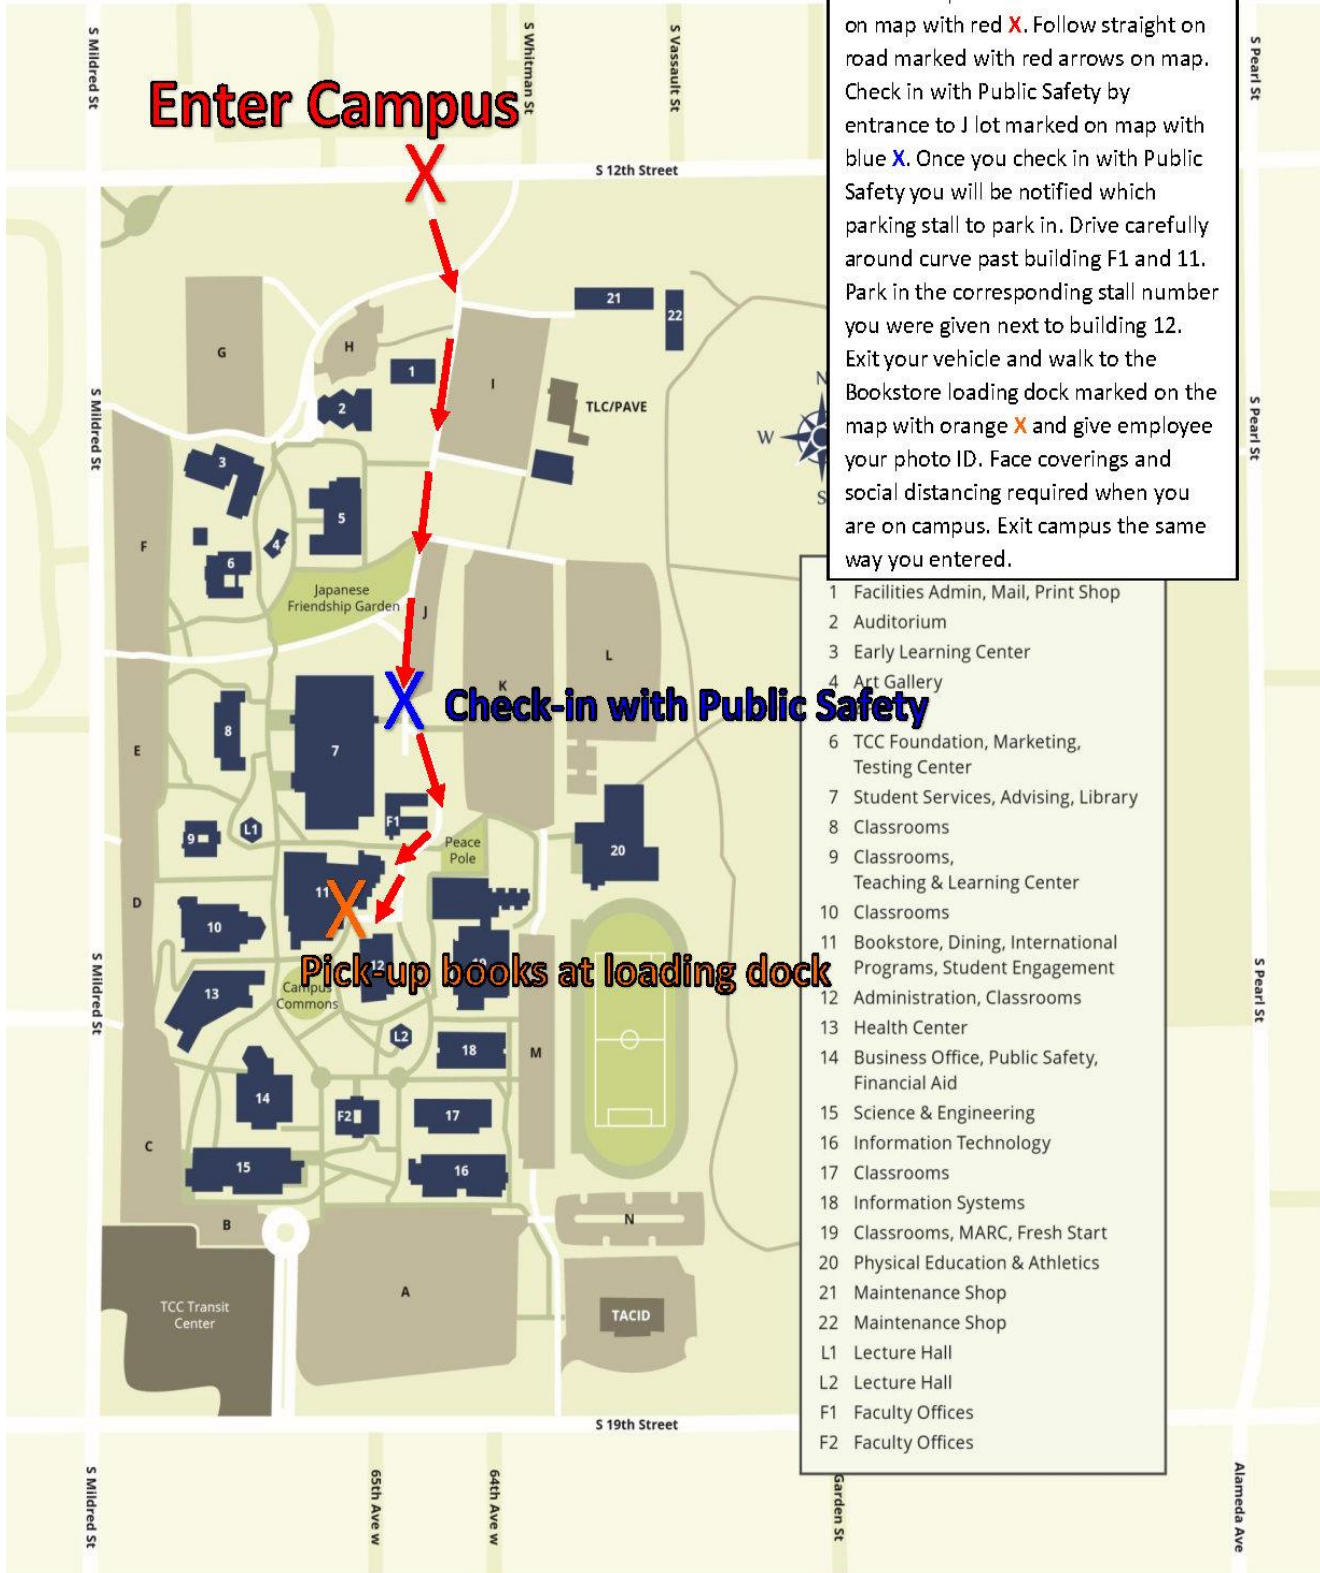 on map with red X. Follow straight on
road marked with red arrows on map.
Check in with Public Safety by
entrance to J lot marked on map with
blue X. Once you check in with Public
Safety you will be notified which
parking stall to park in. Drive carefully
around curve past building F1 and 11.
Park in the corresponding stall number
you were given next to building 12.
Exit your vehicle and walk to the
Bookstore loading dock marked on the
map with orange X and give employee
your photo ID. Face coverings and
social distancing required when you
are on campus. Exit campus the same
way you entered.
S Mildred St
S Whitman St
S Vassault St
S Pearl St
Enter Campus
X
S 12th Street
21
22
G
H
1
I
2
TLC/PAVE
N
W
S
S Mildred St
S Pearl St
3
5
4
F
6
Japanese
Friendship Garden
J
L
K
X
Check-in with Public Safety
8
E
7
F1
L1
9
Peace
Pole
20
11
X
D
10
12
19
Pick-up books at loading dock
S Mildred St
S Pearl St
13
Campus
Commons
L2
18
M
14
F2
17
C
15
16
B
N
A
TCC Transit
Center
TACID
S 19th Street
S Mildred St
65th Ave w
64th Ave w
Garden St
Alameda Ave
1 Facilities Admin, Mail, Print Shop
2 Auditorium
3 Early Learning Center
4 Art Gallery
6 TCC Foundation, Marketing,
Testing Center
7 Student Services, Advising, Library
8 Classrooms
9 Classrooms,
Teaching & Learning Center
10 Classrooms
11 Bookstore, Dining, International
Programs, Student Engagement
12 Administration, Classrooms
13 Health Center
14 Business Office, Public Safety,
Financial Aid
15 Science & Engineering
16 Information Technology
17 Classrooms
18 Information Systems
19 Classrooms, MARC, Fresh Start
20 Physical Education & Athletics
21 Maintenance Shop
22 Maintenance Shop
L1 Lecture Hall
L2 Lecture Hall
F1 Faculty Offices
F2 Faculty Offices